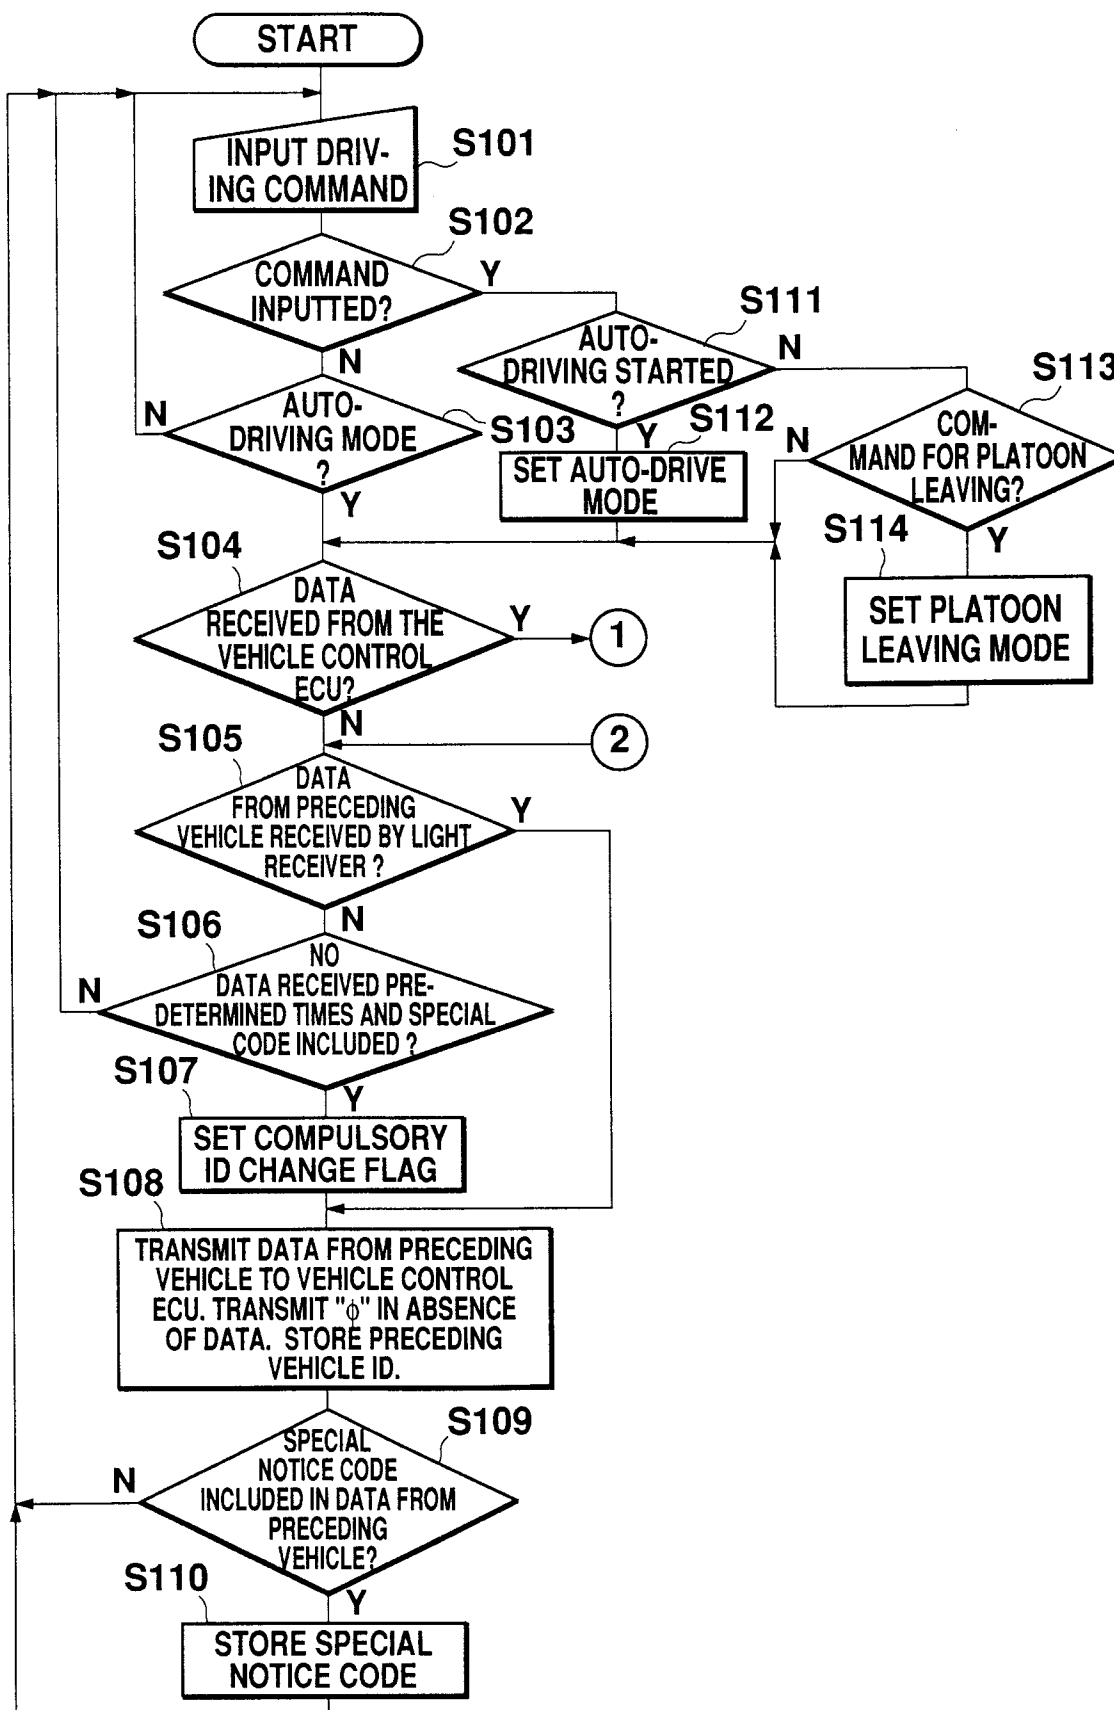 START
INPUT DRIV-
ING COMMAND
S101
S102
COMMAND
INPUTTED?
Y
N
S111
AUTO-
DRIVING STARTED
?
N
Y
S113
COM-
MAND FOR PLATOON
LEAVING?
N
Y
N
AUTO-
DRIVING MODE
?
S103
Y
S112
SET AUTO-DRIVE
MODE
S114
SET PLATOON
LEAVING MODE
S104
DATA
RECEIVED FROM THE
VEHICLE CONTROL
ECU?
Y
1
N
2
S105
DATA
FROM PRECEDING
VEHICLE RECEIVED BY LIGHT
RECEIVER ?
Y
N
S106
NO
DATA RECEIVED PRE-
DETERMINED TIMES AND SPECIAL
CODE INCLUDED ?
N
Y
S107
SET COMPULSORY
ID CHANGE FLAG
S108
TRANSMIT DATA FROM PRECEDING
VEHICLE TO VEHICLE CONTROL
ECU. TRANSMIT "ϕ" IN ABSENCE
OF DATA. STORE PRECEDING
VEHICLE ID.
S109
SPECIAL
NOTICE CODE
INCLUDED IN DATA FROM
PRECEDING
VEHICLE?
N
Y
S110
STORE SPECIAL
NOTICE CODE